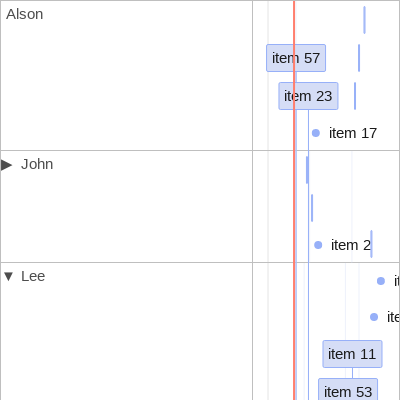 Alson
item 57
item 23
item 17
▶ John
item 2
▼ Lee
item 11
item 53